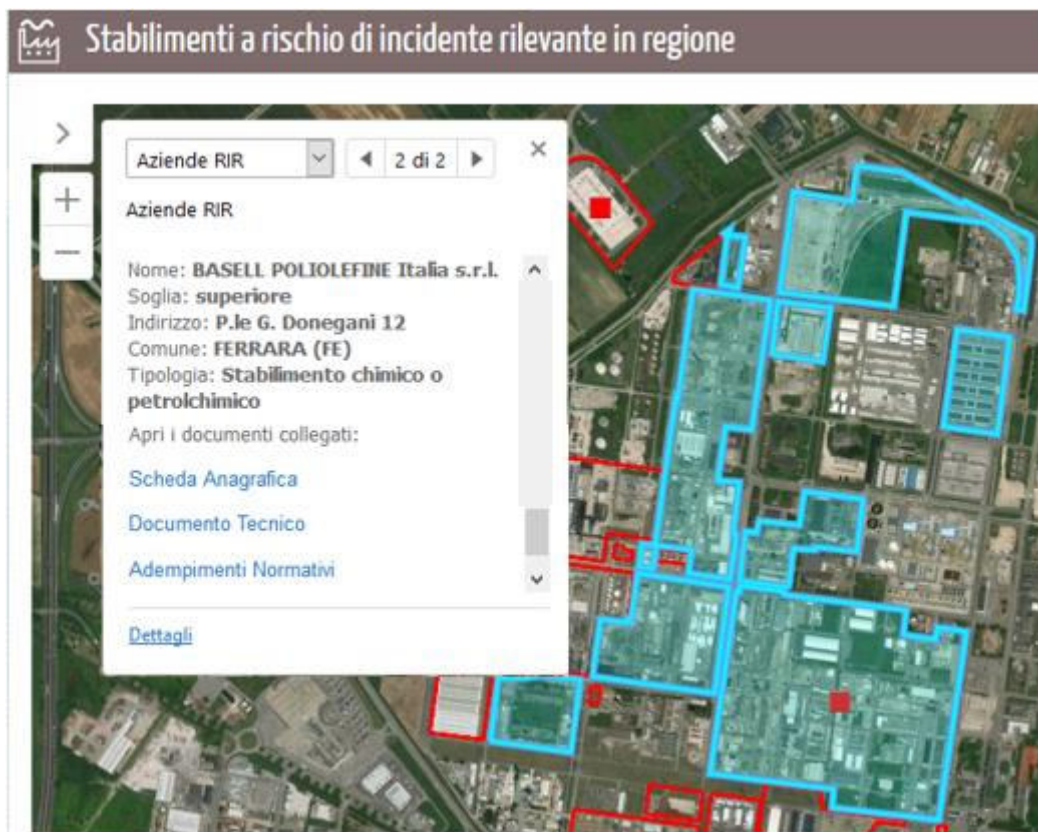 Stabilimenti a rischio di incidente rilevante in regione
Aziende RIR
2 di 2
Aziende RIR
Nome: BASELL POLIOLEFINE Italia s.r.l.
Soglia: superiore
Indirizzo: P.le G. Donegani 12
Comune: FERRARA (FE)
Tipologia: Stabilimento chimico o
petrolchimico
Apri i documenti collegati:
Scheda Anagrafica
Documento Tecnico
Adempimenti Normativi
Dettagli